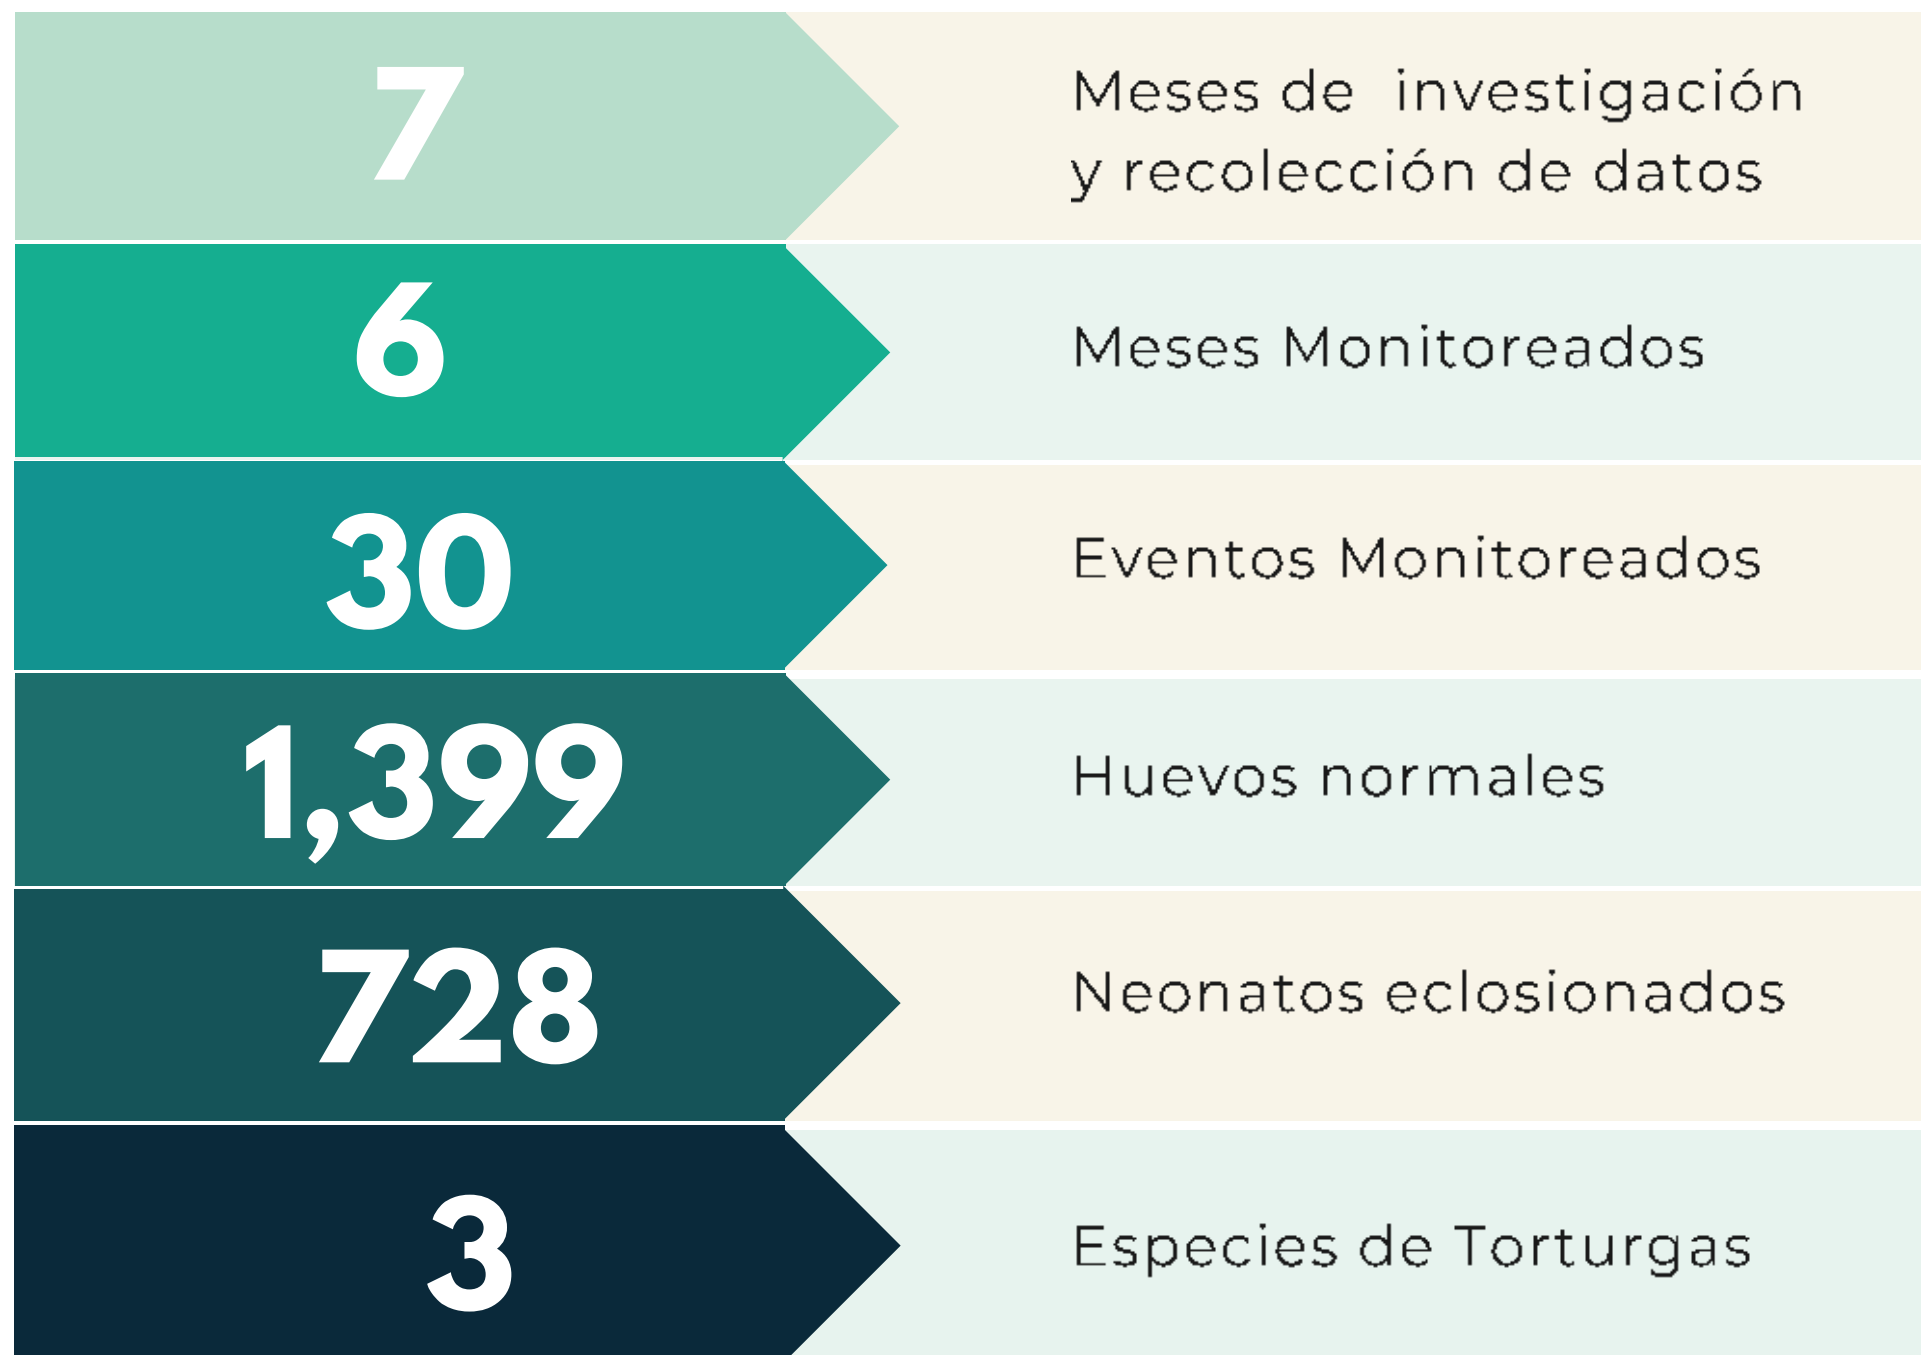 7
Meses de investigación
y recolección de datos
6
Meses Monitoreados
30
Eventos Monitoreados
1,399
Huevos normales
728
Neonatos eclosionados
3
Especies de Torturgas